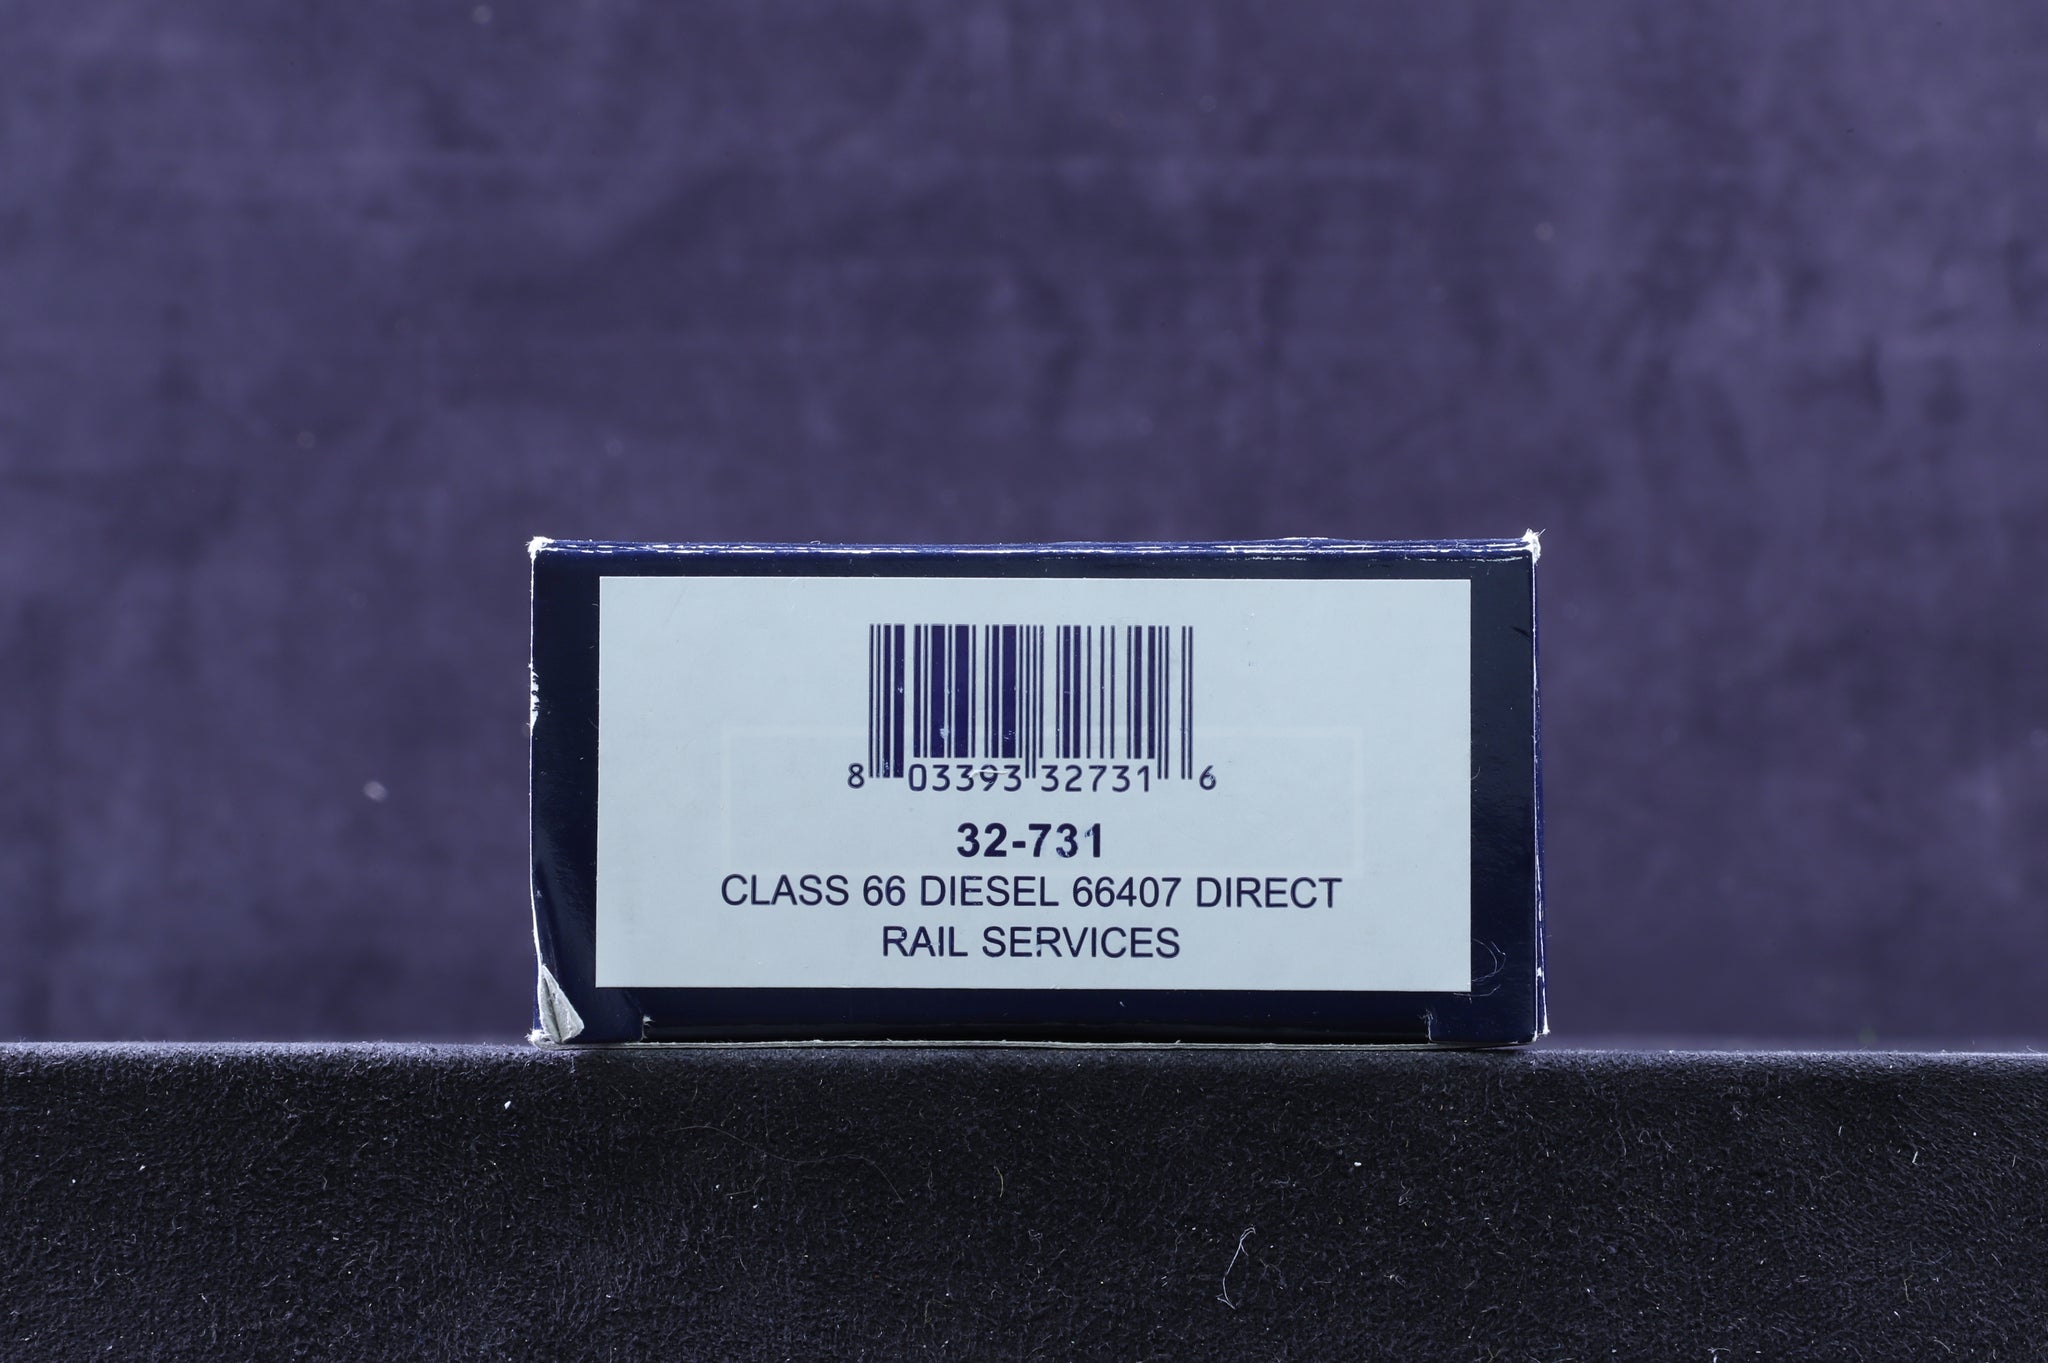 8 03393 32731 6
32-731
CLASS 66 DIESEL 66407 DIRECT
RAIL SERVICES